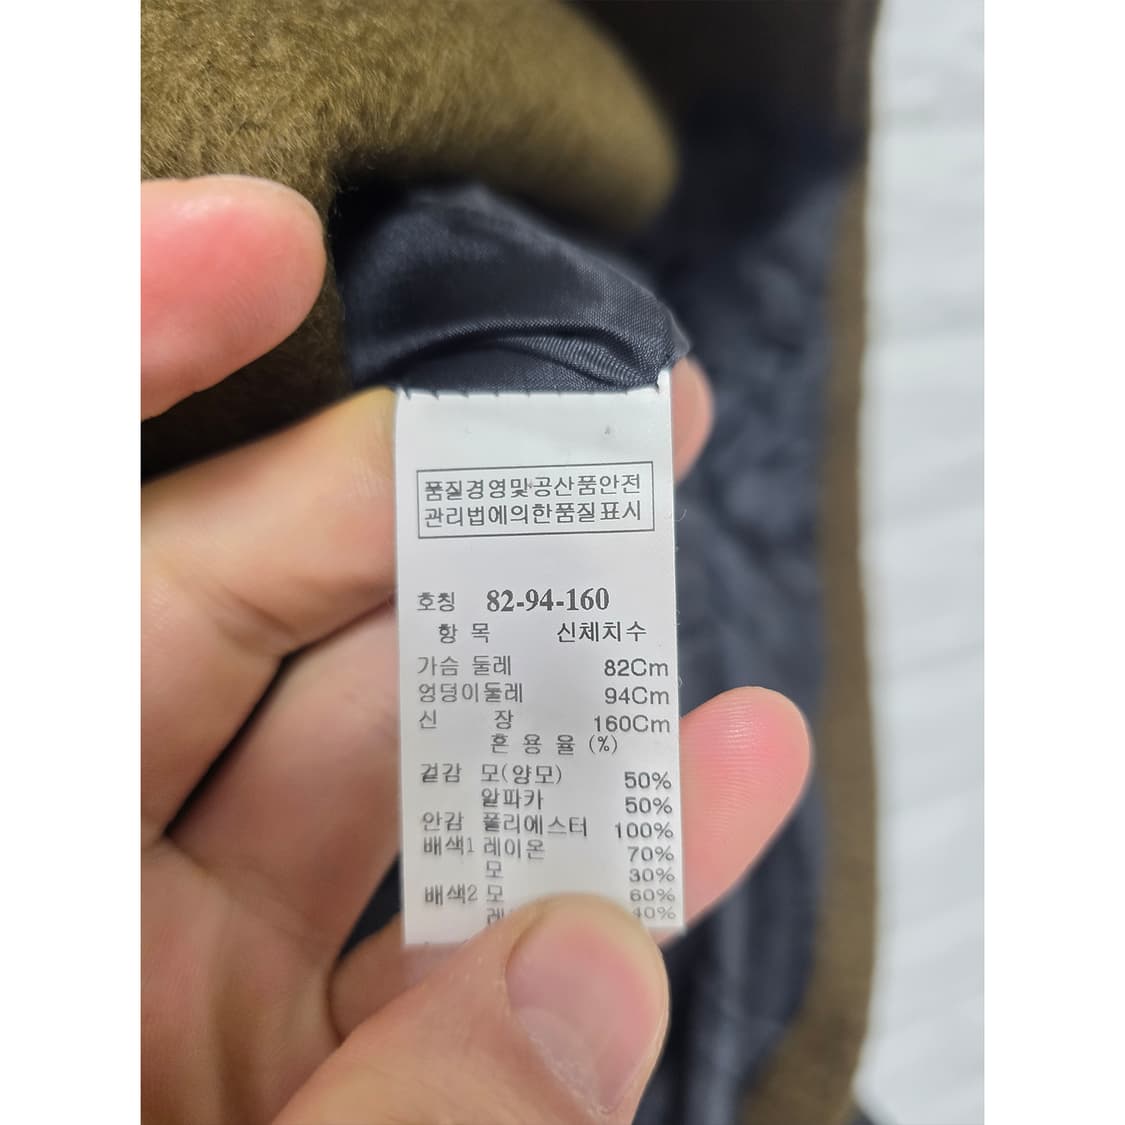 품질경영및공산품안전
관리법에의한품질표시
호칭 82-94-160
항 목 신체치수
가슴 둘레 82Cm
엉덩이둘레 94Cm
신 장 160Cm
혼 용 율 (%)
겉감 모(양모) 50%
알파카 50%
안감 폴리에스터 100%
배색1 레이온 70%
모 30%
배색2 모 60%
40%